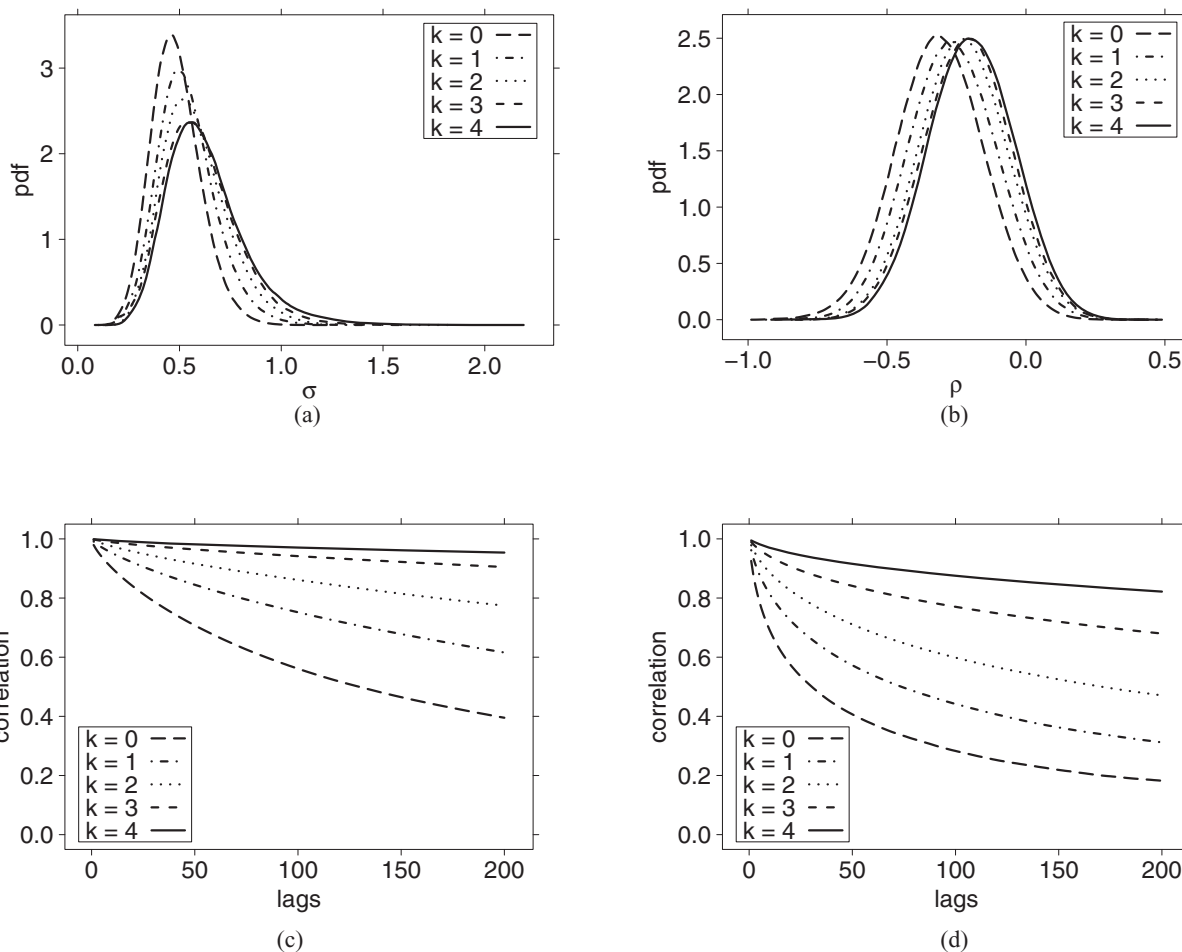 pdf
3
2
1
0
k = 0
k = 1
k = 2
k = 3
k = 4
0.0 0.5 1.0 1.5 2.0
σ
(a)
pdf
2.5
2.0
1.5
1.0
0.5
0.0
k = 0
k = 1
k = 2
k = 3
k = 4
−1.0 −0.5 0.0 0.5
ρ
(b)
correlation
1.0
0.8
0.6
0.4
0.2
0.0
k = 0
k = 1
k = 2
k = 3
k = 4
0 50 100 150 200
lags
(c)
correlation
1.0
0.8
0.6
0.4
0.2
0.0
k = 0
k = 1
k = 2
k = 3
k = 4
0 50 100 150 200
lags
(d)